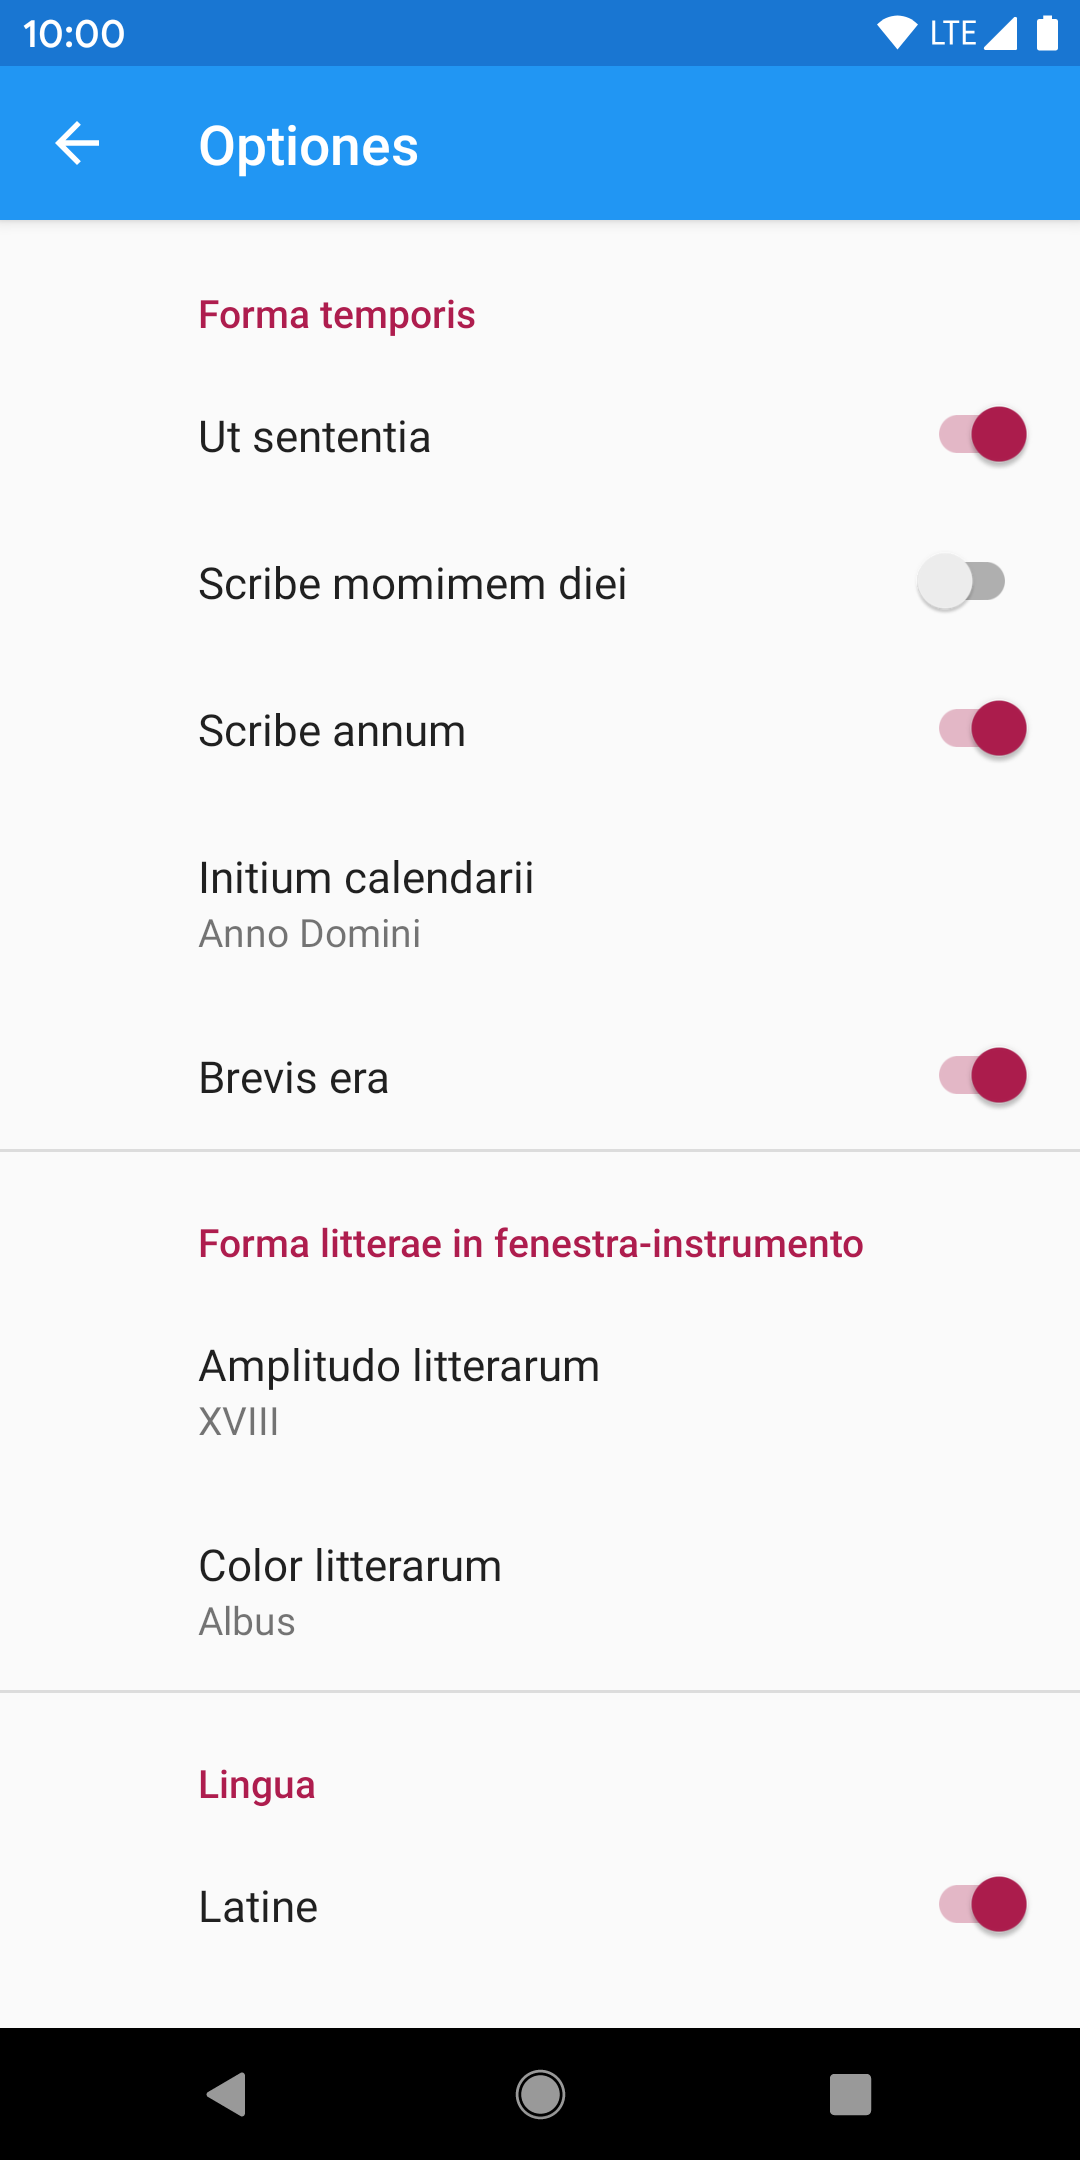 10:00
LTE
Optiones
Forma temporis
Ut sententia
Scribe momimem diei
Scribe annum
Initium calendarii
Anno Domini
Brevis era
Forma litterae in fenestra-instrumento
Amplitudo litterarum
XVIII
Color litterarum
Albus
Lingua
Latine